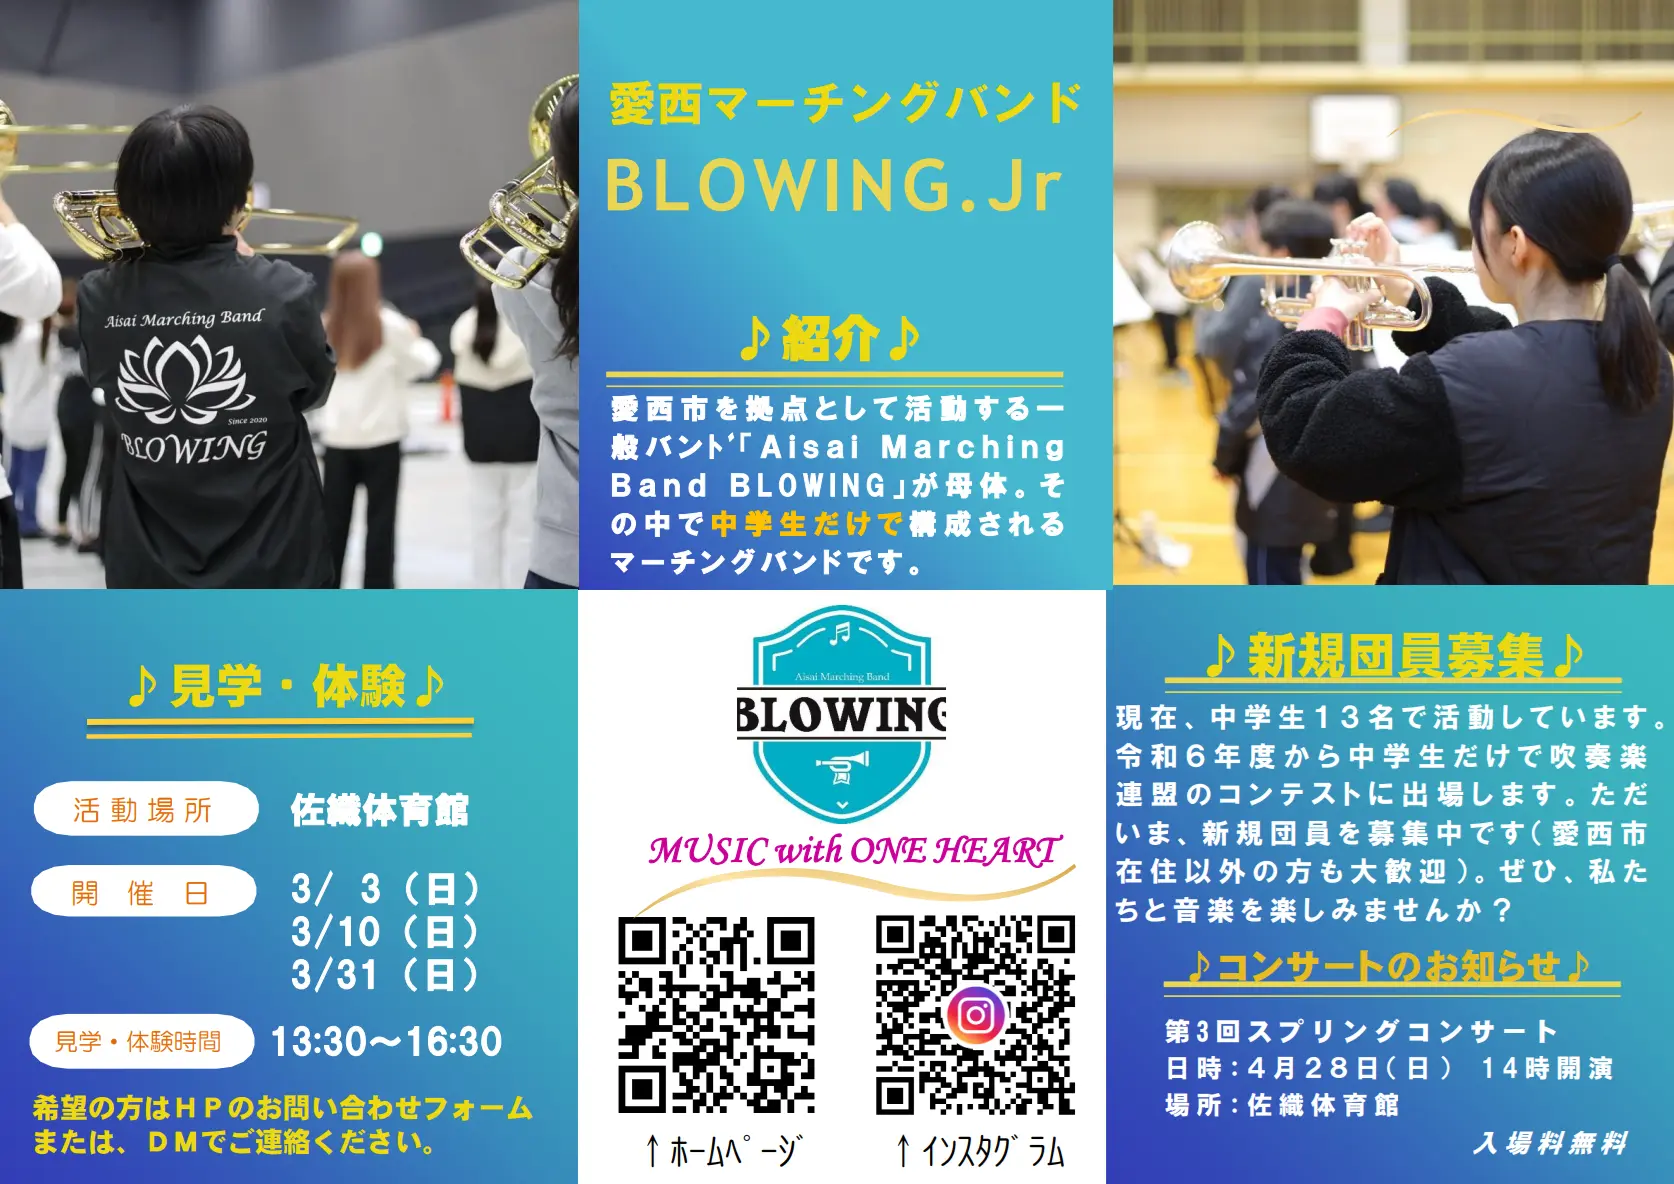 愛西マーチングバンド
BLOWING.Jr
♪紹介♪
愛西市を拠点として活動する一
般バンド「Aisai Marching
Band BLOWING」が母体。そ
の中で中学生だけで構成される
マーチングバンドです。
Aisai Marching Band
Since 2020
BLOWING
♪見学・体験♪
活動場所 佐織体育館
開催日 3/ 3（日）
3/10（日）
3/31（日）
見学・体験時間 13:30～16:30
希望の方はHPのお問い合わせフォーム
または、DMでご連絡ください。
Aisai Marching Band
BLOWING
MUSIC with ONE HEART
↑ホームページ
↑インスタグラム
♪新規団員募集♪
現在、中学生13名で活動しています。
令和6年度から中学生だけで吹奏楽
連盟のコンテストに出場します。ただ
いま、新規団員を募集中です(愛西市
在住以外の方も大歓迎)。ぜひ、私た
ちと音楽を楽しみませんか？
♪コンサートのお知らせ♪
第3回スプリングコンサート
日時:4月28日(日) 14時開演
場所:佐織体育館
入場料無料